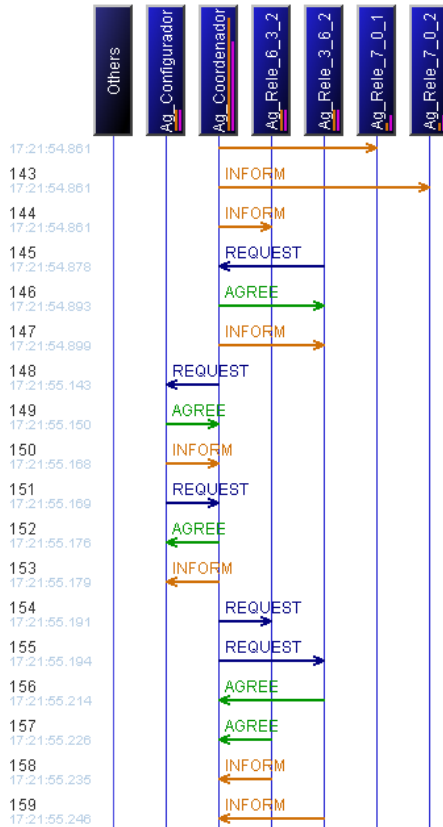 Others
Ag_Configurador
Ag_Coordenador
Ag_Rele_6_3_2
Ag_Rele_3_6_2
Ag_Rele_7_0_1
Ag_Rele_7_0_2
17:21:54.861
143 INFORM
17:21:54.861
144 INFORM
17:21:54.861
145 REQUEST
17:21:54.878
146 AGREE
17:21:54.893
147 INFORM
17:21:54.899
148 REQUEST
17:21:55.143
149 AGREE
17:21:55.150
150 INFORM
17:21:55.168
151 REQUEST
17:21:55.169
152 AGREE
17:21:55.176
153 INFORM
17:21:55.179
154 REQUEST
17:21:55.191
155 REQUEST
17:21:55.194
156 AGREE
17:21:55.214
157 AGREE
17:21:55.226
158 INFORM
17:21:55.235
159 INFORM
17:21:55.246